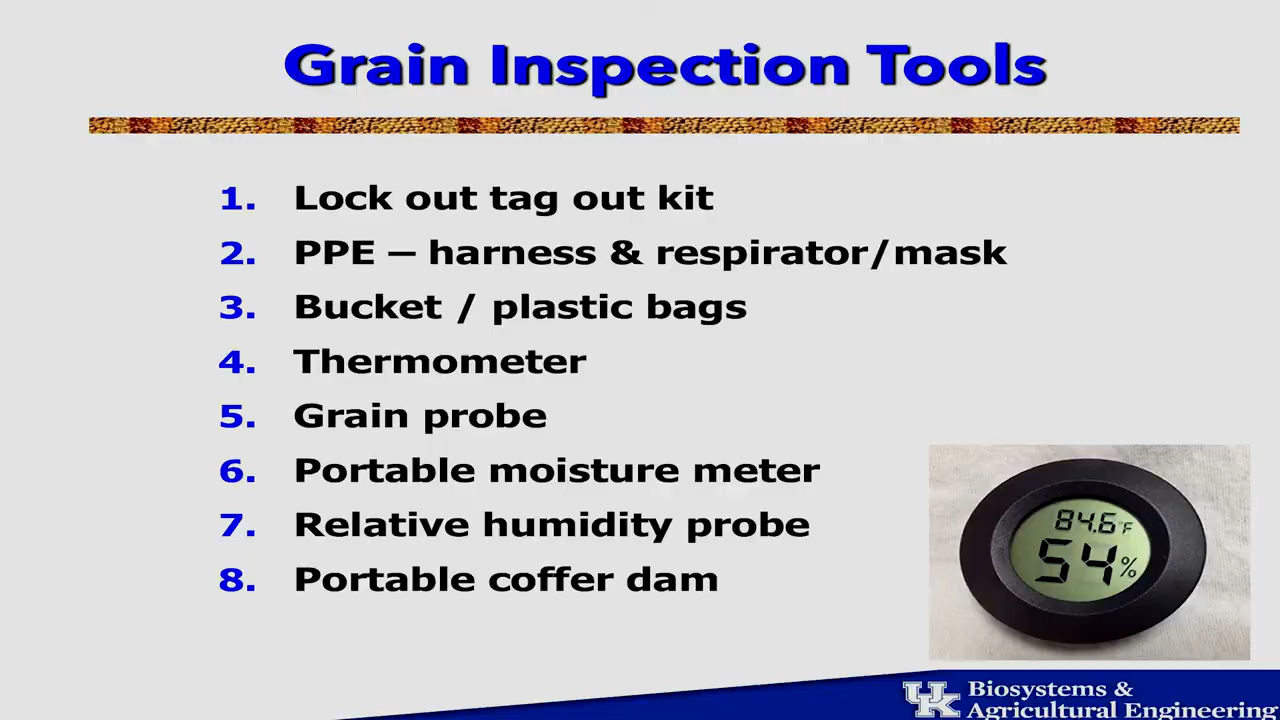 Grain Inspection Tools
1. Lock out tag out kit
2. PPE – harness & respirator/mask
3. Bucket / plastic bags
4. Thermometer
5. Grain probe
6. Portable moisture meter
7. Relative humidity probe
8. Portable coffer dam
84.6°F
54%
UK
Biosystems &
Agricultural Engineering